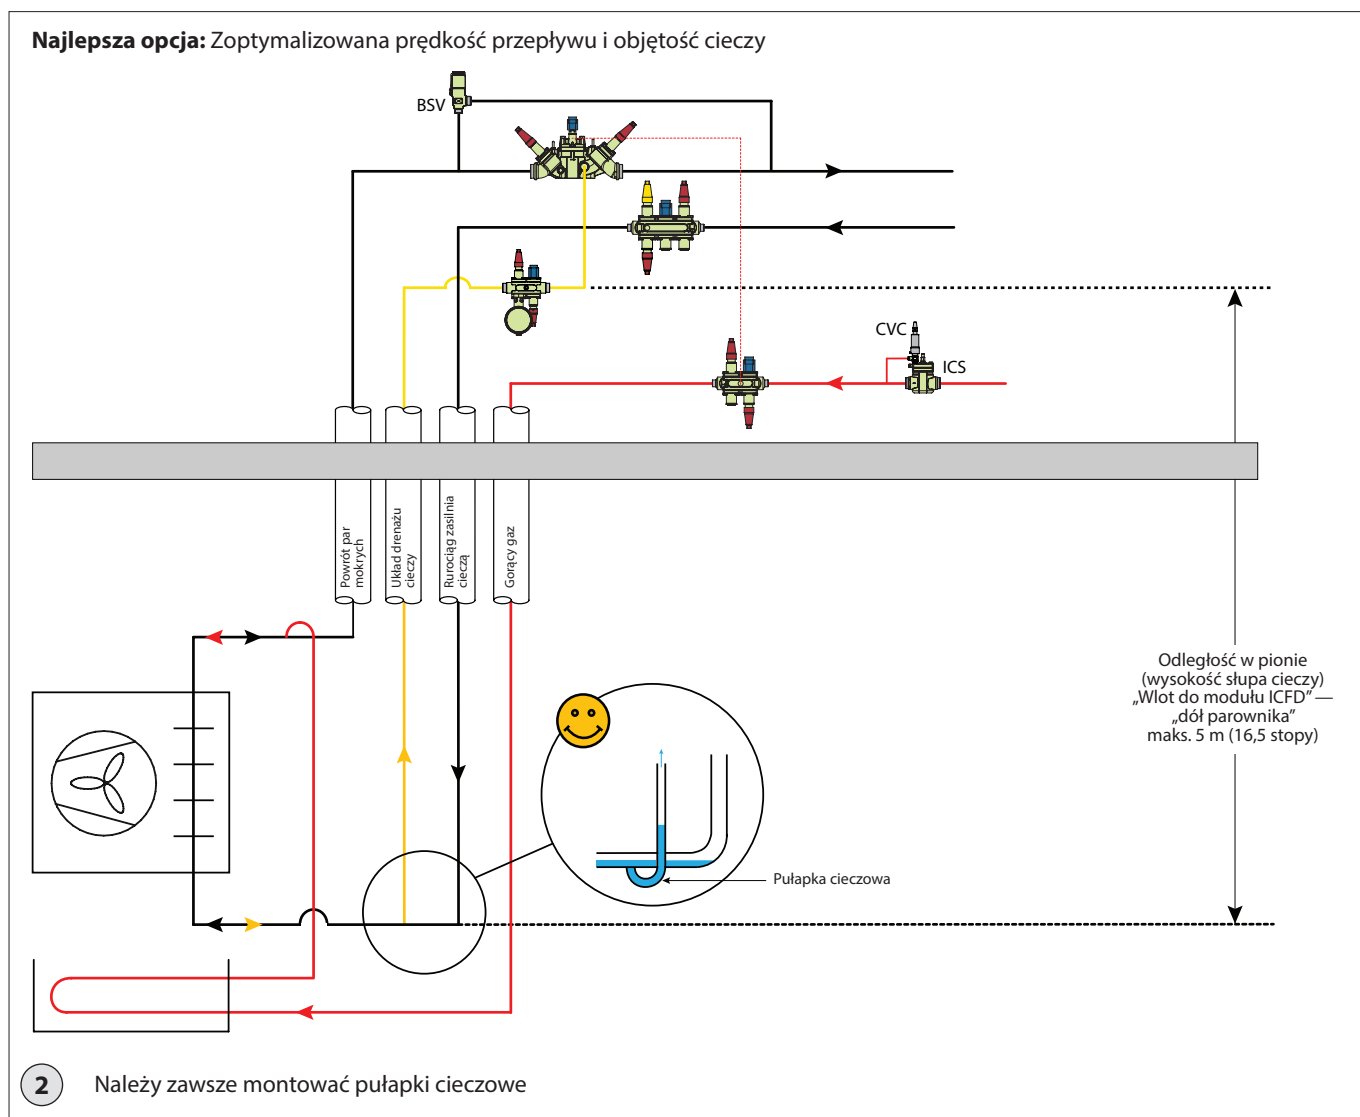 Najlepsza opcja: Zoptymalizowana prędkość przepływu i objętość cieczy
BSV
CVC
ICS
Powrót par
mokrych
Układ drenażu
cieczy
Rurociąg zasilnia
cieczą
Gorący gaz
Odległość w pionie
(wysokość słupa cieczy)
„Wlot do modułu ICFD” —
„dół parownika”
maks. 5 m (16,5 stopy)
Pułapka cieczowa
2 Należy zawsze montować pułapki cieczowe